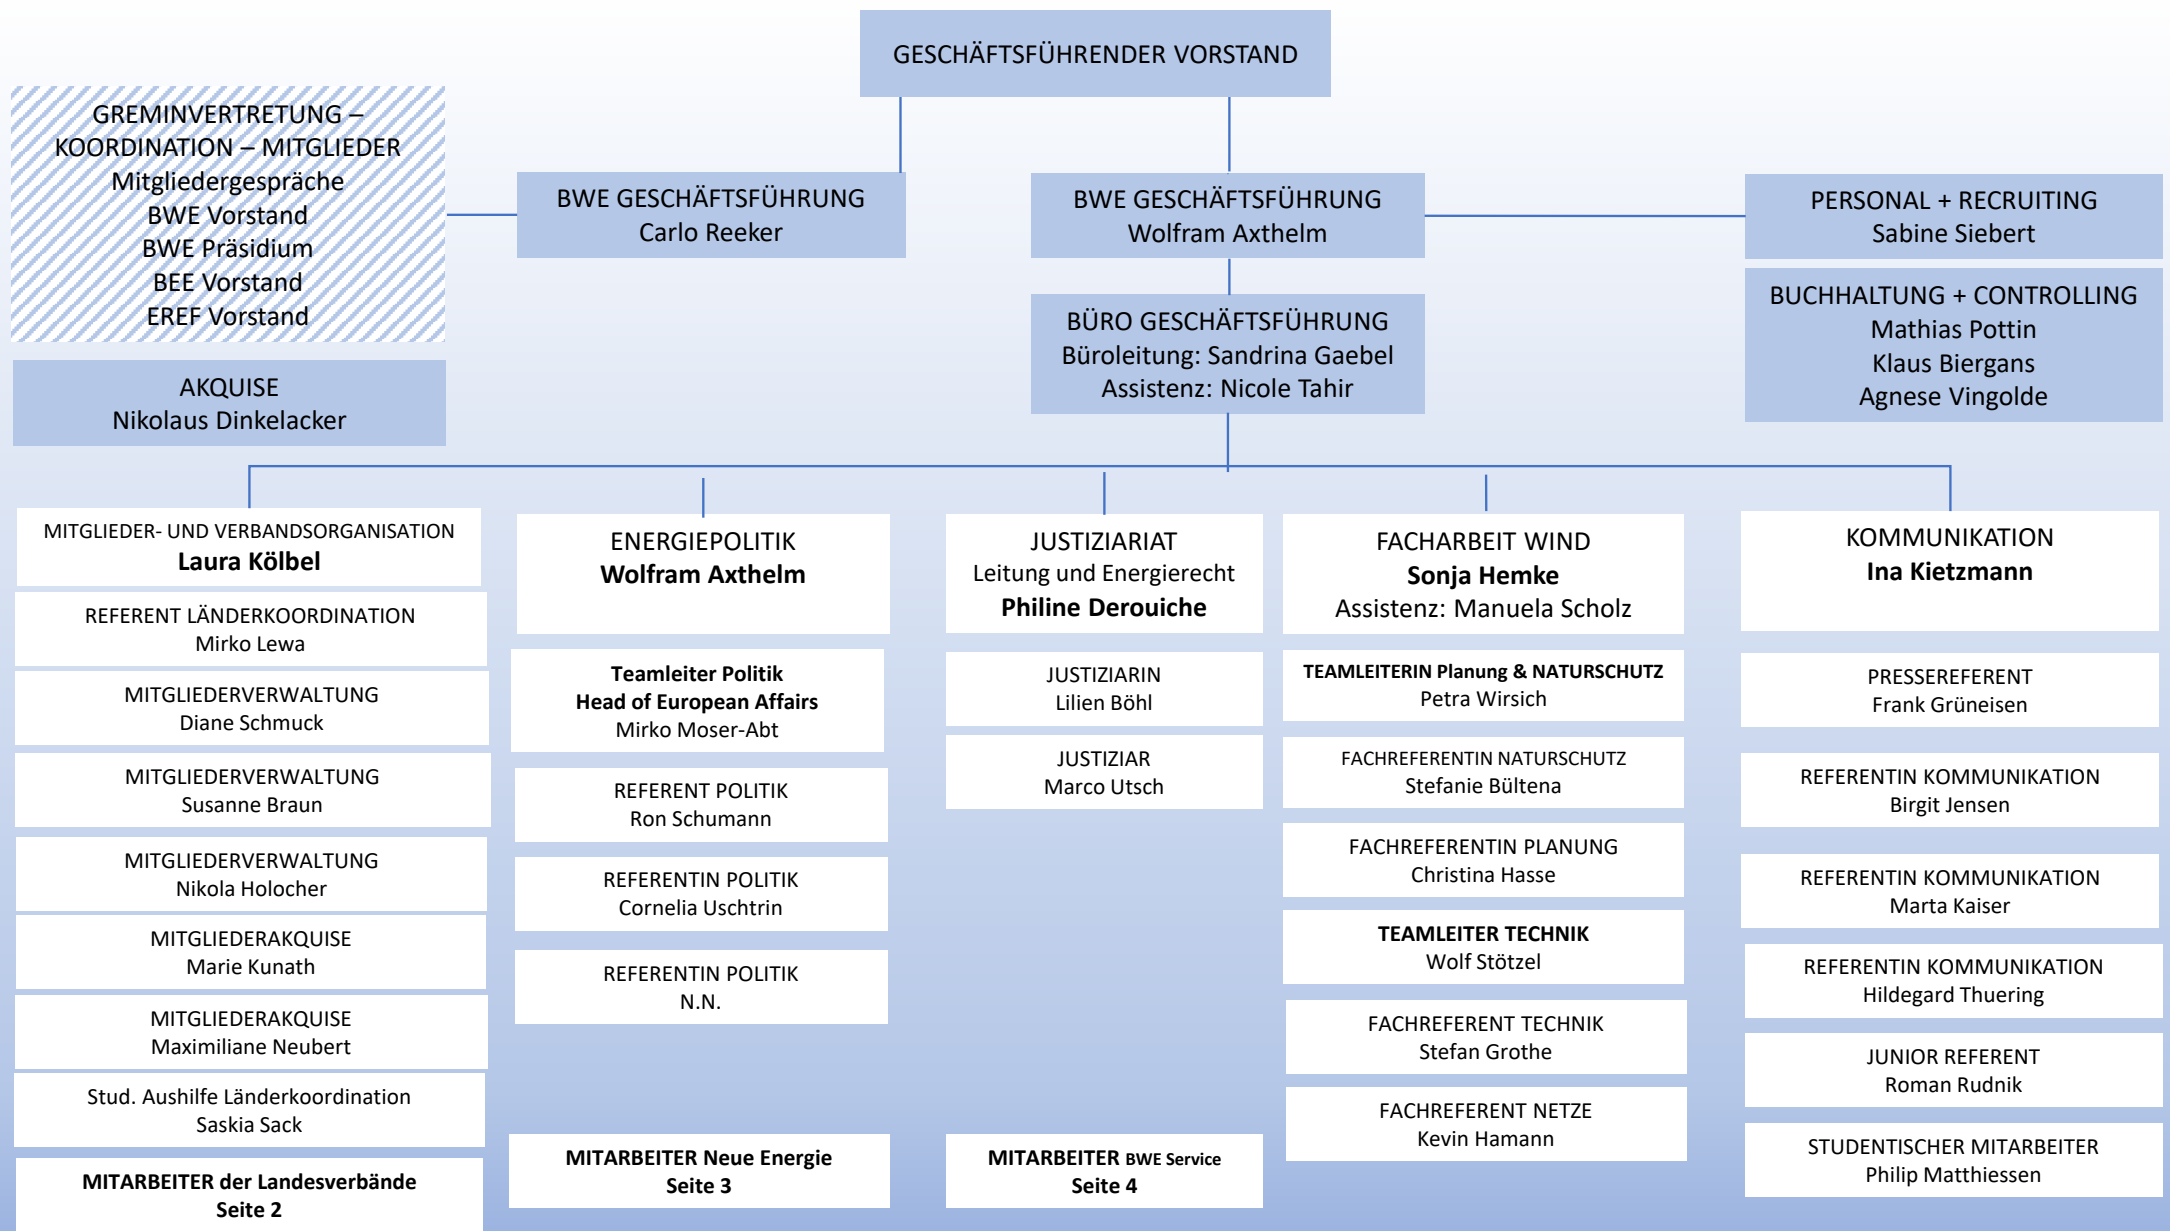 GESCHÄFTSFÜHRENDER VORSTAND
GREMINVERTRETUNG –
KOORDINATION – MITGLIEDER
Mitgliedergespräche
BWE Vorstand
BWE Präsidium
BEE Vorstand
EREF Vorstand
BWE GESCHÄFTSFÜHRUNG
Carlo Reeker
BWE GESCHÄFTSFÜHRUNG
Wolfram Axthelm
PERSONAL + RECRUITING
Sabine Siebert
BUCHHALTUNG + CONTROLLING
Mathias Pottin
Klaus Biergans
Agnese Vingolde
BÜRO GESCHÄFTSFÜHRUNG
Büroleitung: Sandrina Gaebel
Assistenz: Nicole Tahir
AKQUISE
Nikolaus Dinkelacker
MITGLIEDER- UND VERBANDSORGANISATION
Laura Kölbel
REFERENT LÄNDERKOORDINATION
Mirko Lewa
MITGLIEDERVERWALTUNG
Diane Schmuck
MITGLIEDERVERWALTUNG
Susanne Braun
MITGLIEDERVERWALTUNG
Nikola Holocher
MITGLIEDERAKQUISE
Marie Kunath
MITGLIEDERAKQUISE
Maximiliane Neubert
Stud. Aushilfe Länderkoordination
Saskia Sack
MITARBEITER der Landesverbände
Seite 2
ENERGIEPOLITIK
Wolfram Axthelm
Teamleiter Politik
Head of European Affairs
Mirko Moser-Abt
REFERENT POLITIK
Ron Schumann
REFERENTIN POLITIK
Cornelia Uschtrin
REFERENTIN POLITIK
N.N.
MITARBEITER Neue Energie
Seite 3
JUSTIZIARIAT
Leitung und Energierecht
Philine Derouiche
JUSTIZIARIN
Lilien Böhl
JUSTIZIAR
Marco Utsch
MITARBEITER BWE Service
Seite 4
FACHARBEIT WIND
Sonja Hemke
Assistenz: Manuela Scholz
TEAMLEITERIN Planung & NATURSCHUTZ
Petra Wirsich
FACHREFERENTIN NATURSCHUTZ
Stefanie Bültena
FACHREFERENTIN PLANUNG
Christina Hasse
TEAMLEITER TECHNIK
Wolf Stötzel
FACHREFERENT TECHNIK
Stefan Grothe
FACHREFERENT NETZE
Kevin Hamann
KOMMUNIKATION
Ina Kietzmann
PRESSEREFERENT
Frank Grüneisen
REFERENTIN KOMMUNIKATION
Birgit Jensen
REFERENTIN KOMMUNIKATION
Marta Kaiser
REFERENTIN KOMMUNIKATION
Hildegard Thuering
JUNIOR REFERENT
Roman Rudnik
STUDENTISCHER MITARBEITER
Philip Matthiessen